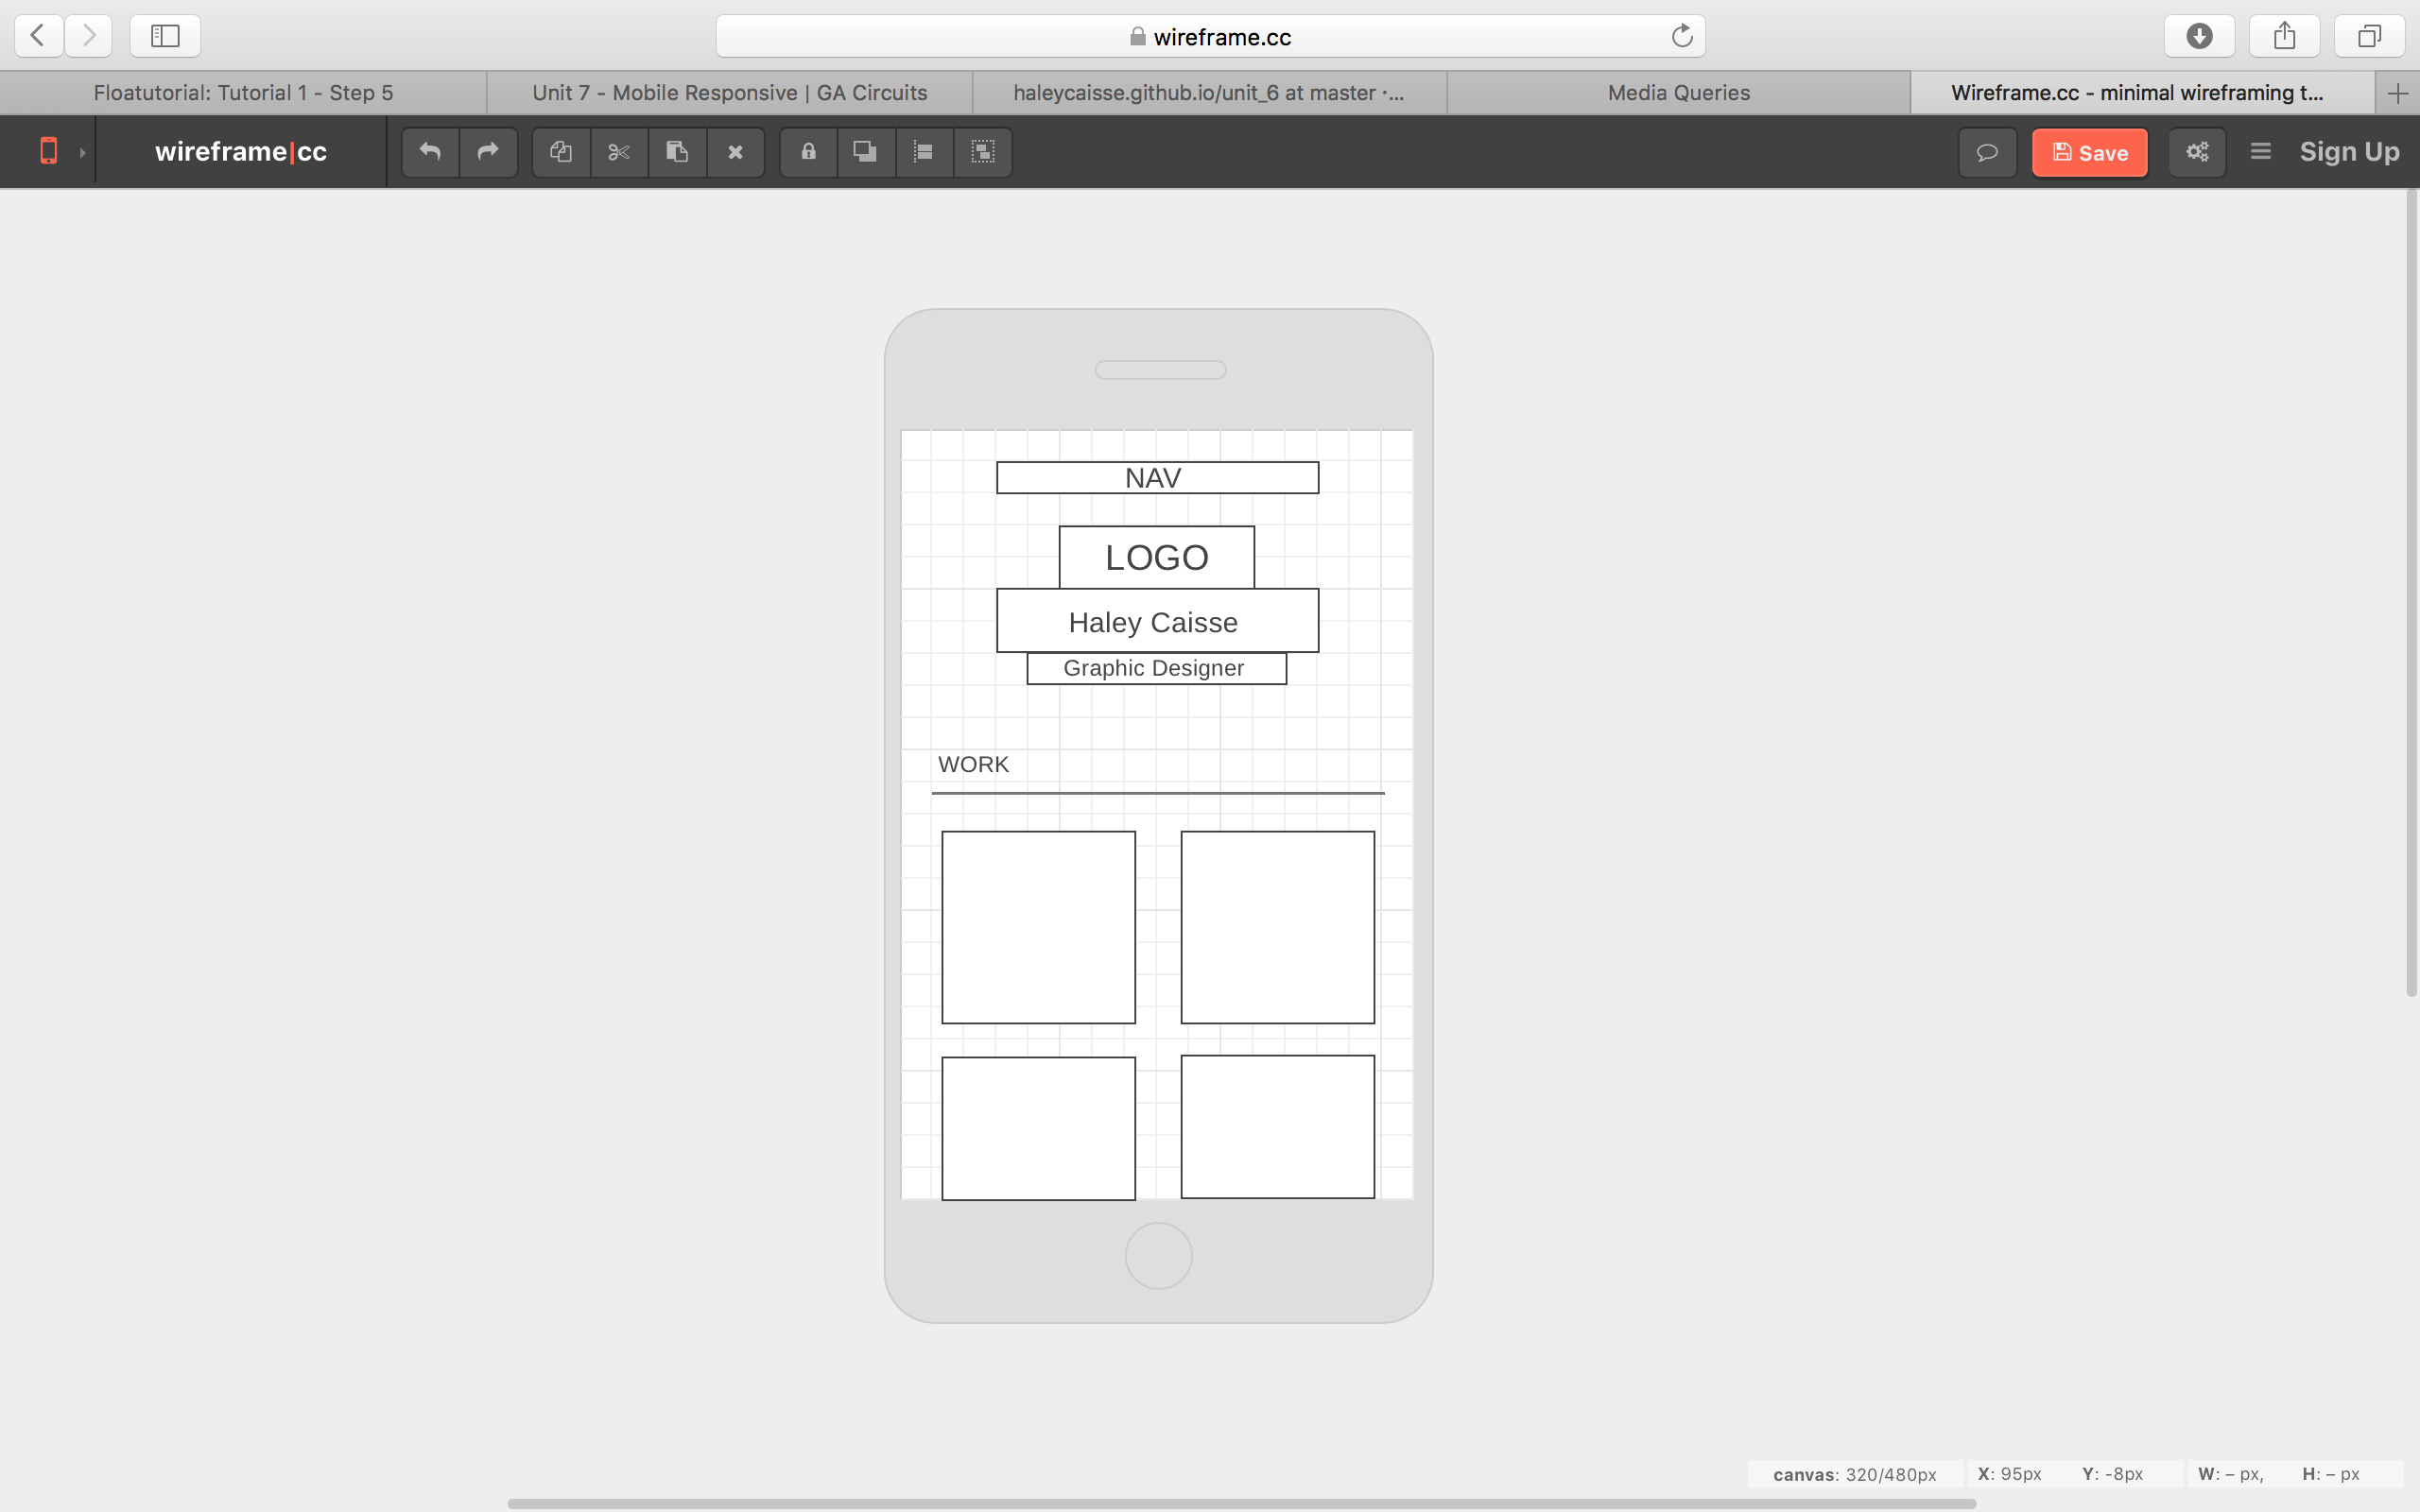 wireframe.cc
Floatutorial: Tutorial 1 - Step 5
Unit 7 - Mobile Responsive | GA Circuits
haleycaisse.github.io/unit_6 at master ·...
Media Queries
Wireframe.cc - minimal wireframing t...
wireframe|cc
Save
Sign Up
NAV
LOGO
Haley Caisse
Graphic Designer
WORK
canvas: 320/480px X: 95px Y: -8px W: – px, H: – px